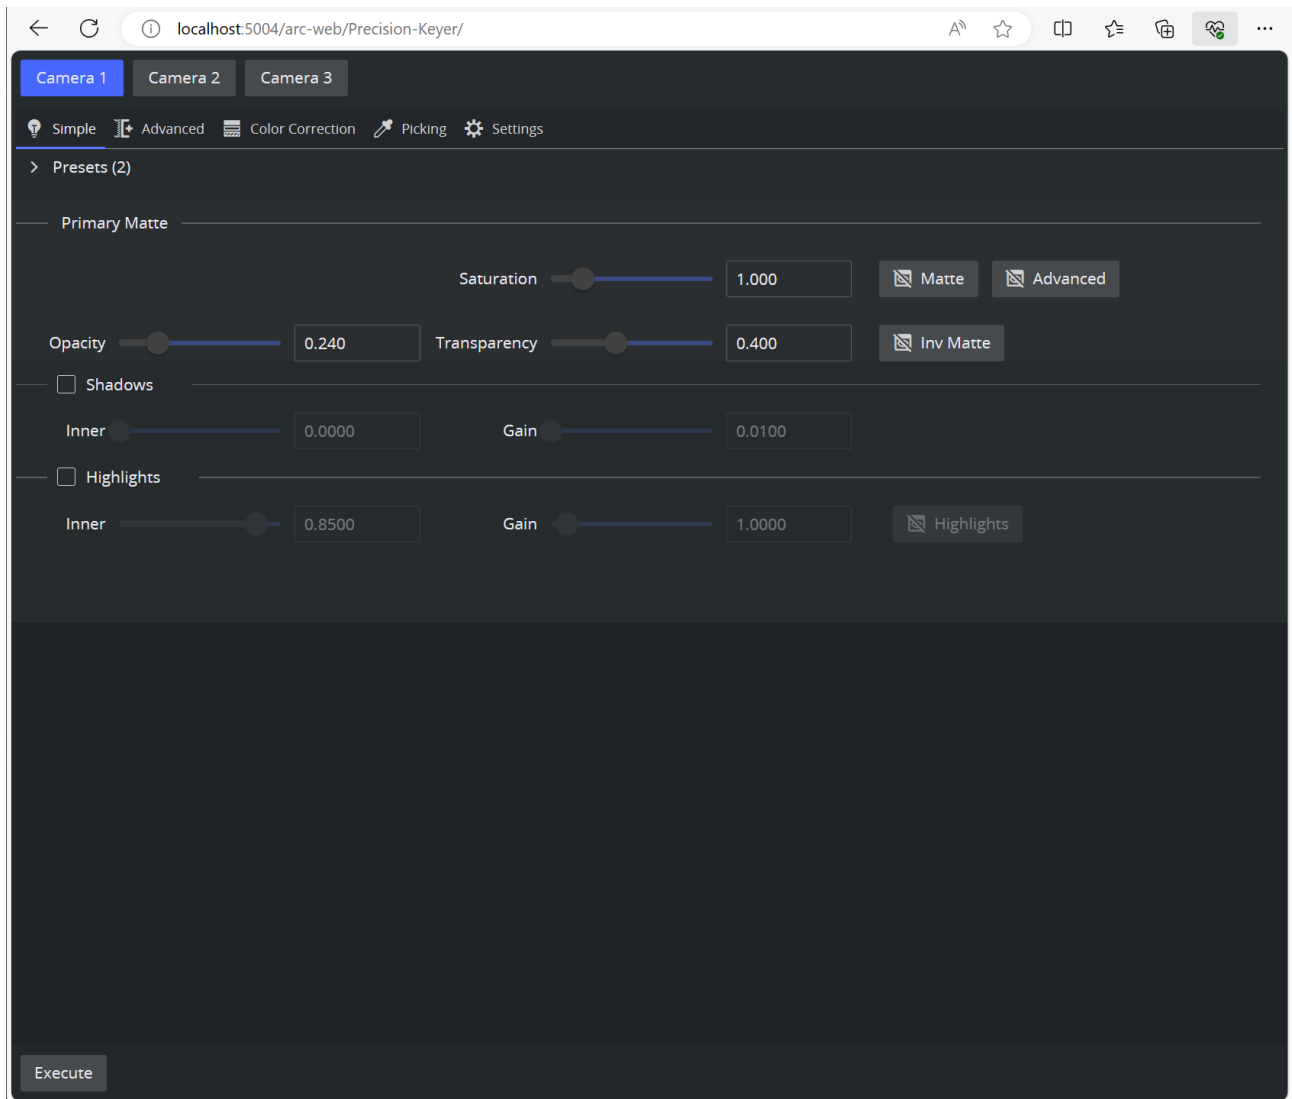 localhost:5004/arc-web/Precision-Keyer/
Camera 1 Camera 2 Camera 3
Simple Advanced Color Correction Picking Settings
Presets (2)
Primary Matte
Saturation 1.000 Matte Advanced
Opacity 0.240 Transparency 0.400 Inv Matte
Shadows
Inner 0.0000 Gain 0.0100
Highlights
Inner 0.8500 Gain 1.0000 Highlights
Execute